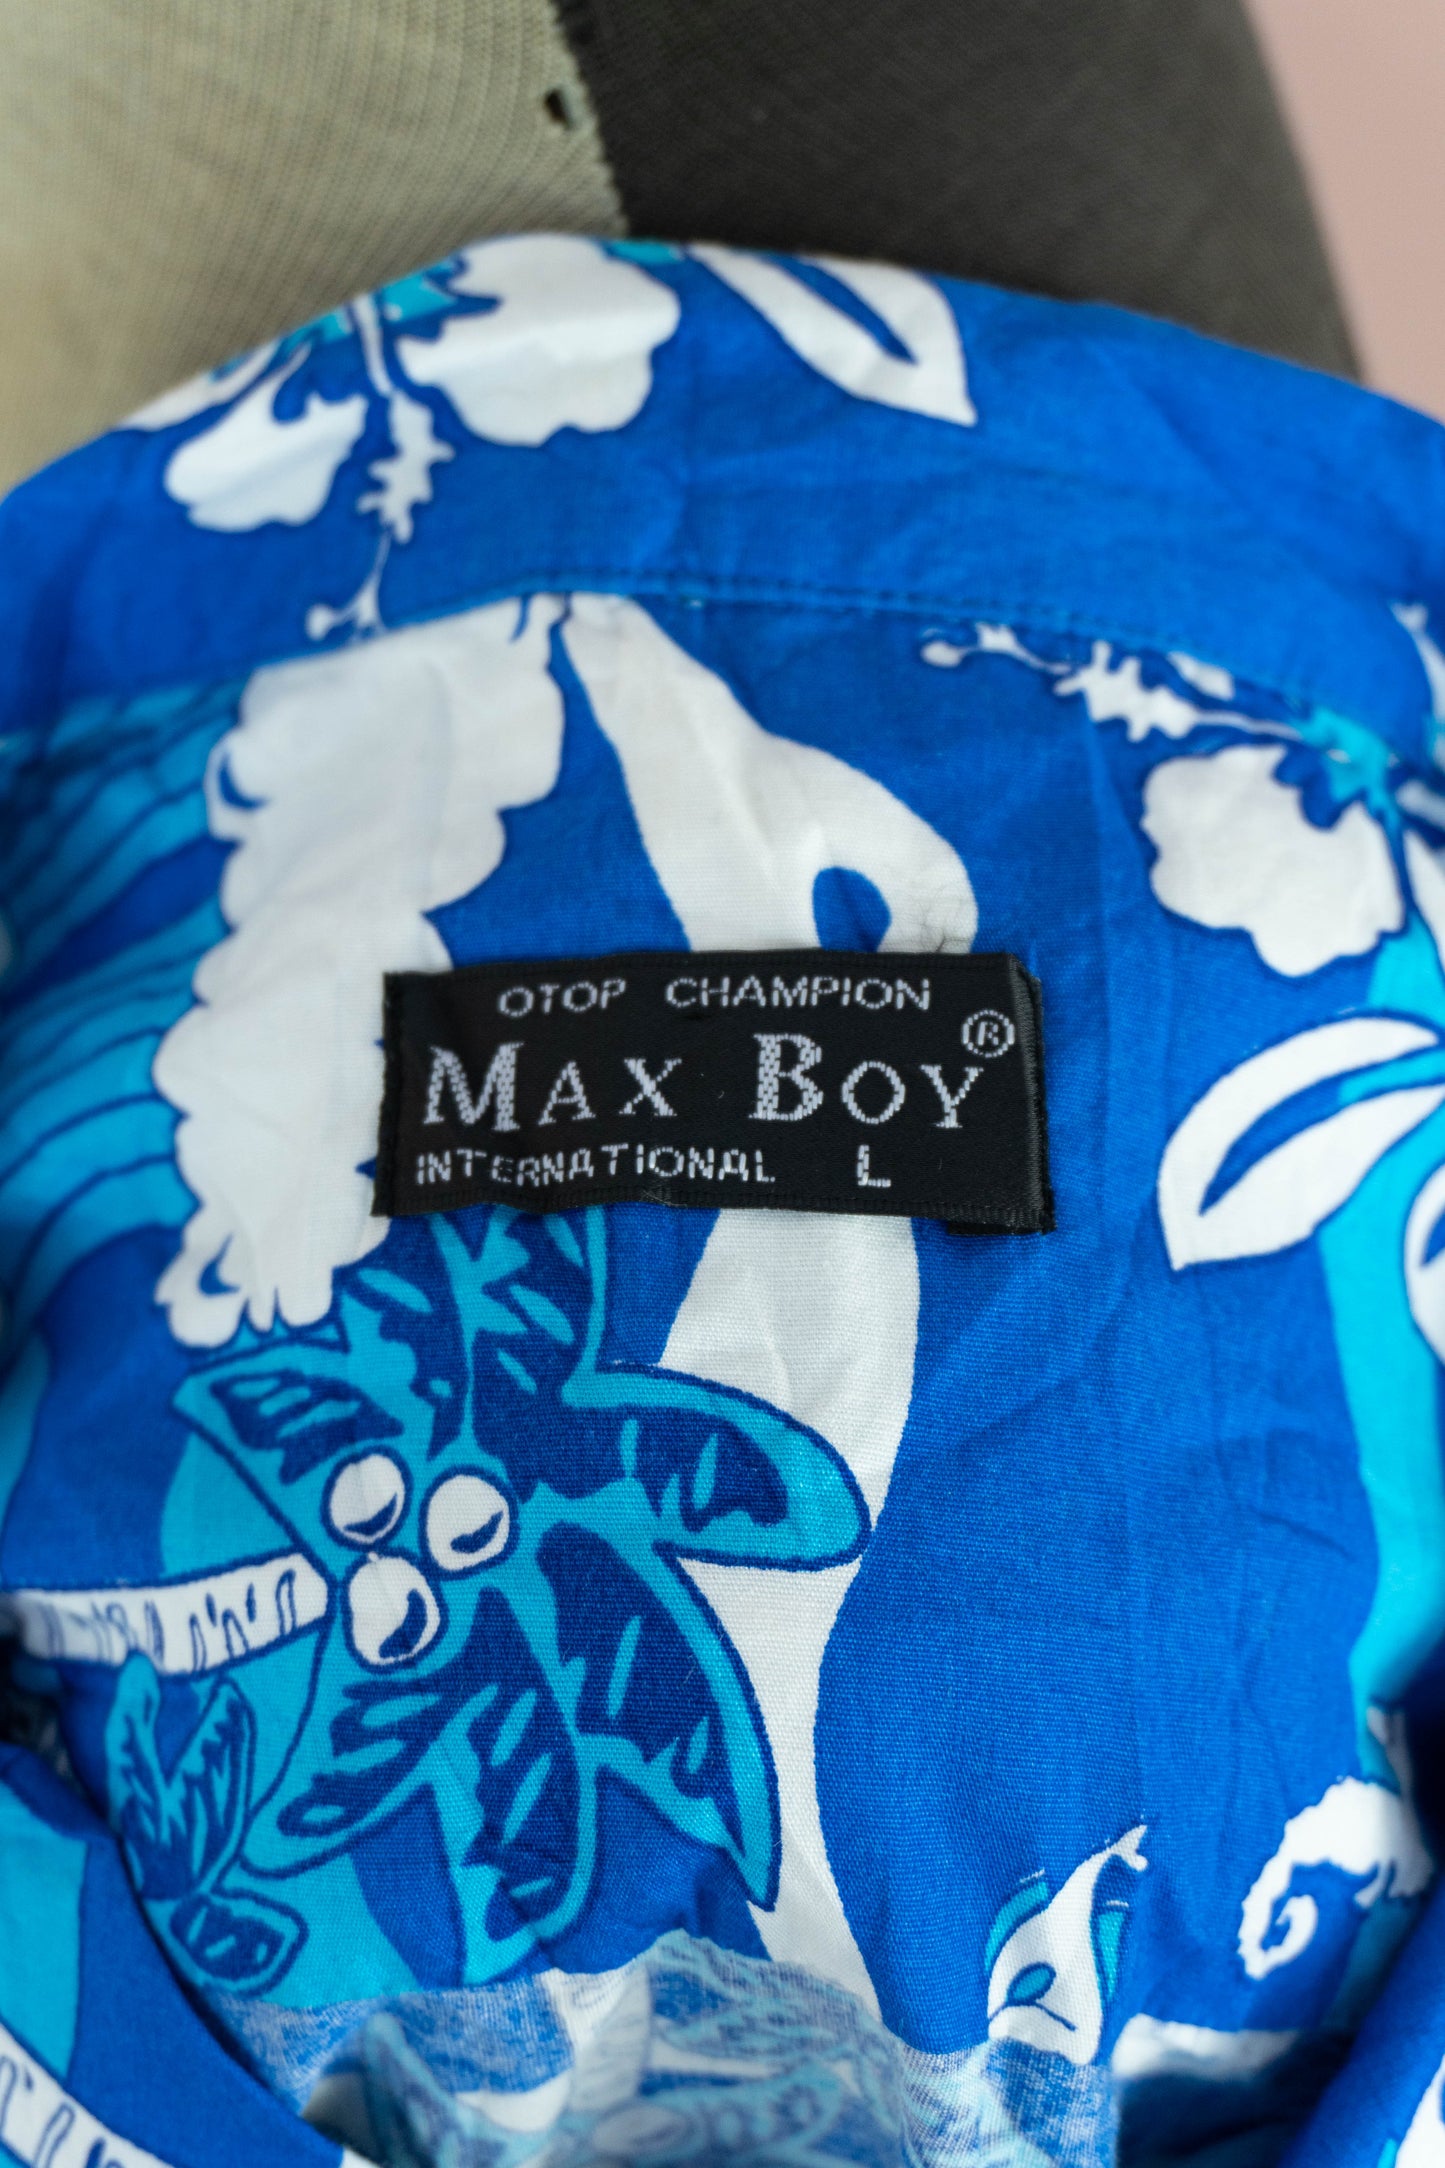 OTOP CHAMPION
MAX BOY®
INTERNATIONAL L